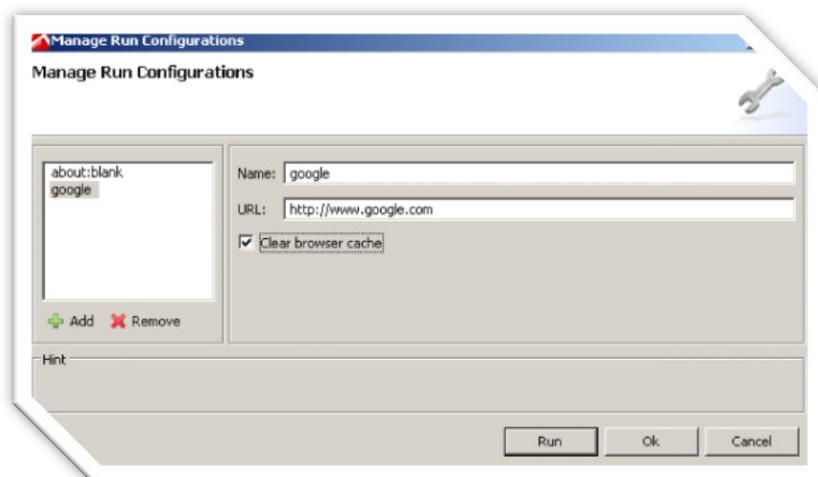 Manage Run Configurations
Manage Run Configurations
about:blank
google
Add Remove
Name: google
URL: http://www.google.com
Clear browser cache
Hint
Run Ok Cancel